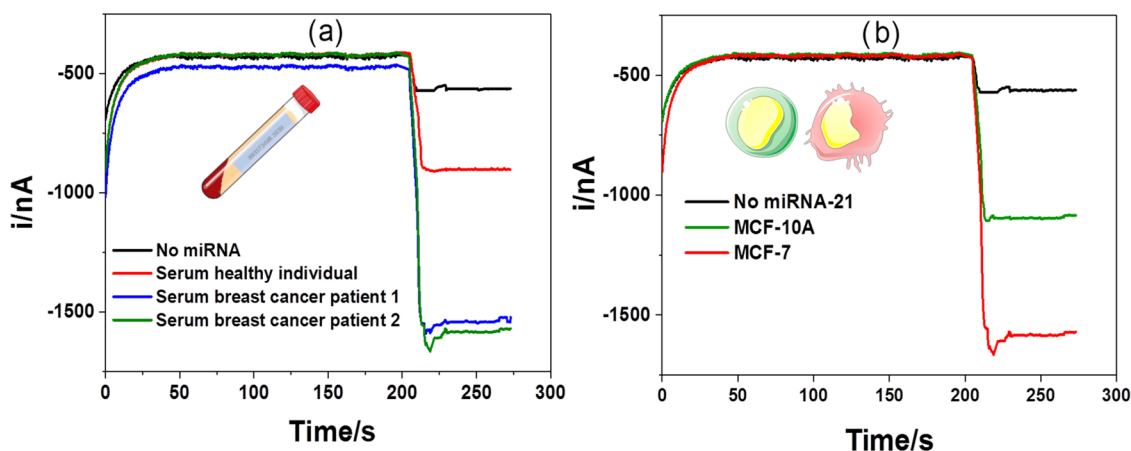 (a)
-500
-1000
-1500
i/nA
No miRNA
Serum healthy individual
Serum breast cancer patient 1
Serum breast cancer patient 2
0 50 100 150 200 250 300
Time/s
(b)
-500
-1000
-1500
i/nA
No miRNA-21
MCF-10A
MCF-7
0 50 100 150 200 250 300
Time/s